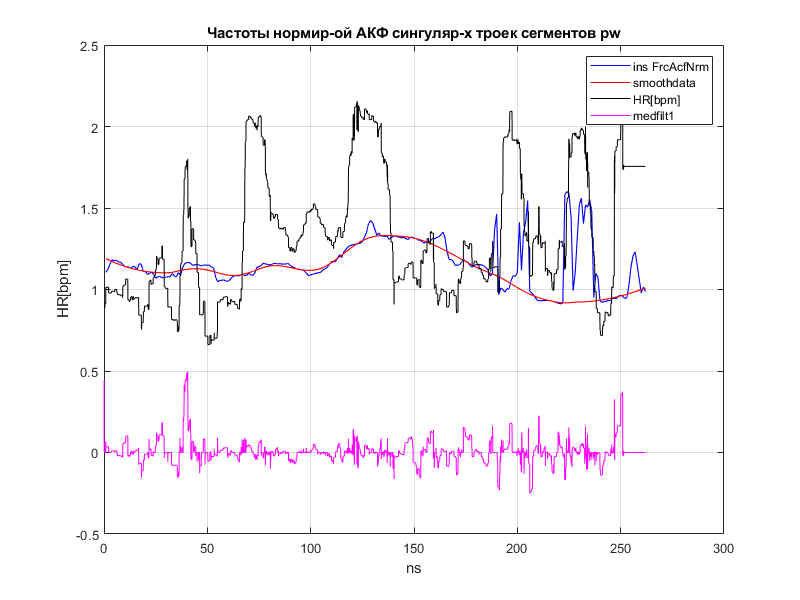 Частоты нормир-ой АКФ сингуляр-х троек сегментов pw
2.5
2
1.5
1
0.5
0
-0.5
HR[bpm]
ins FrcAcfNrm
smoothdata
HR[bpm]
medfilt1
0
50
100
150
200
250
300
ns